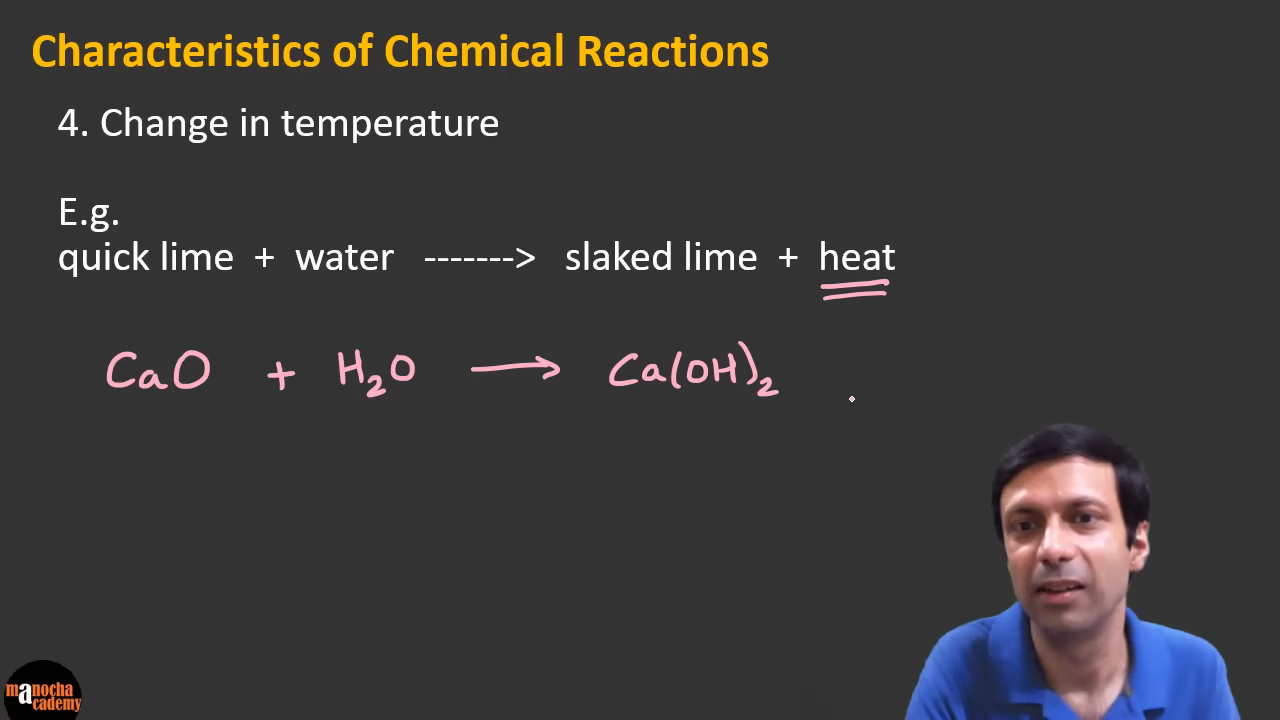 Characteristics of Chemical Reactions
4. Change in temperature
E.g.
quick lime + water -------> slaked lime + heat
CaO + H₂O ⟶ Ca(OH)₂
manocha
academy